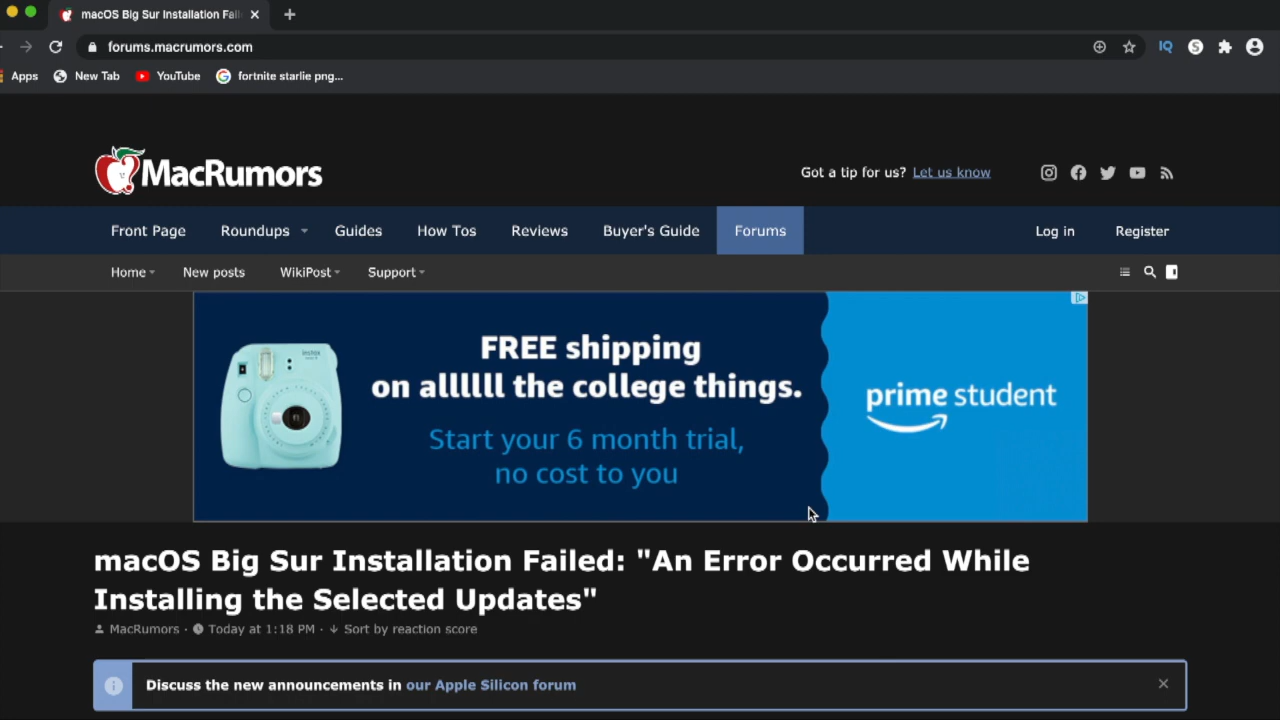 macOS Big Sur Installation Fail
forums.macrumors.com
IQ
S
Apps New Tab YouTube fortnite starlie png...
MacRumors
Got a tip for us? Let us know
Front Page Roundups Guides How Tos Reviews Buyer's Guide Forums Log in Register
Home New posts WikiPost Support
FREE shipping
on allllll the college things.
Start your 6 month trial,
no cost to you
prime student
macOS Big Sur Installation Failed: "An Error Occurred While
Installing the Selected Updates"
MacRumors · Today at 1:18 PM · Sort by reaction score
Discuss the new announcements in our Apple Silicon forum